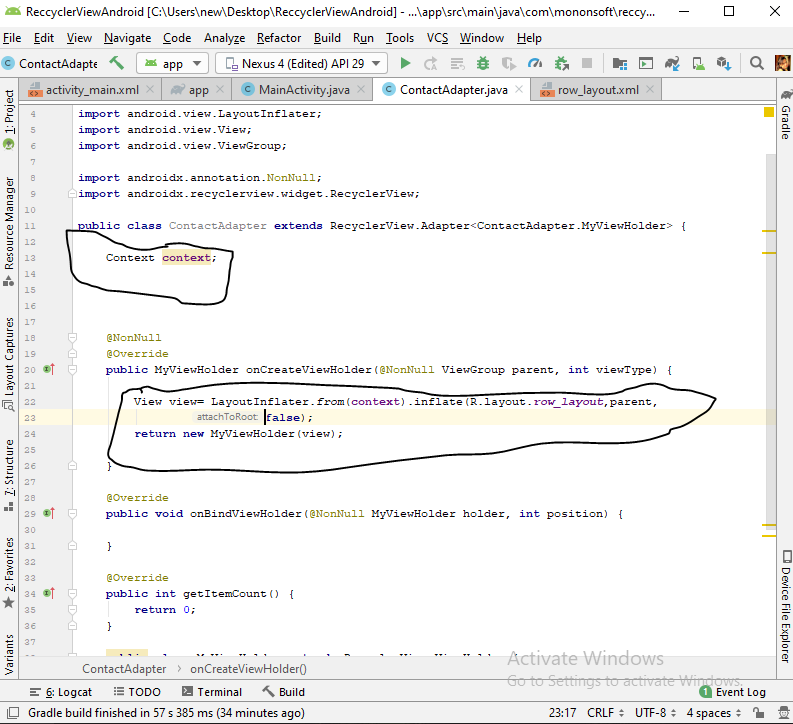 ReccyclerViewAndroid [C:\Users\new\Desktop\ReccyclerViewAndroid] - ...\app\src\main\java\com\mononsoft\reccy...
File Edit View Navigate Code Analyze Refactor Build Run Tools VCS Window Help
ContactAdapte app Nexus 4 (Edited) API 29
activity_main.xml app MainActivity.java ContactAdapter.java row_layout.xml
1: Project
Resource Manager
Layout Captures
7: Structure
2: Favorites
Variants
4 import android.view.LayoutInflater;
5 import android.view.View;
6 import android.view.ViewGroup;
7
8 import androidx.annotation.NonNull;
9 import androidx.recyclerview.widget.RecyclerView;
10
11 public class ContactAdapter extends RecyclerView.Adapter<ContactAdapter.MyViewHolder> {
12
13 Context context;
14
15
16
17
18 @NonNull
19 @Override
20 public MyViewHolder onCreateViewHolder(@NonNull ViewGroup parent, int viewType) {
21
22 View view= LayoutInflater.from(context).inflate(R.layout.row_layout,parent,
23 attachToRoot: false);
24 return new MyViewHolder(view);
25
26 }
27
28 @Override
29 public void onBindViewHolder(@NonNull MyViewHolder holder, int position) {
30
31 }
32
33 @Override
34 public int getItemCount() {
35 return 0;
36 }
37
Gradle
Device File Explorer
Activate Windows
Go to Settings to activate Windows.
ContactAdapter › onCreateViewHolder()
6: Logcat TODO Terminal Build 1 Event Log
Gradle build finished in 57 s 385 ms (34 minutes ago) 23:17 CRLF UTF-8 4 spaces